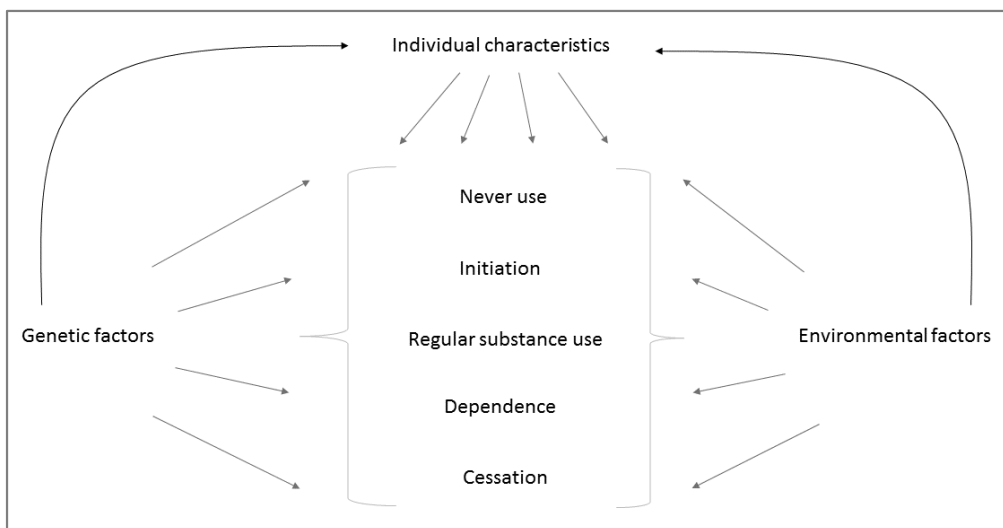 Individual characteristics
Never use
Initiation
Genetic factors
Regular substance use
Environmental factors
Dependence
Cessation